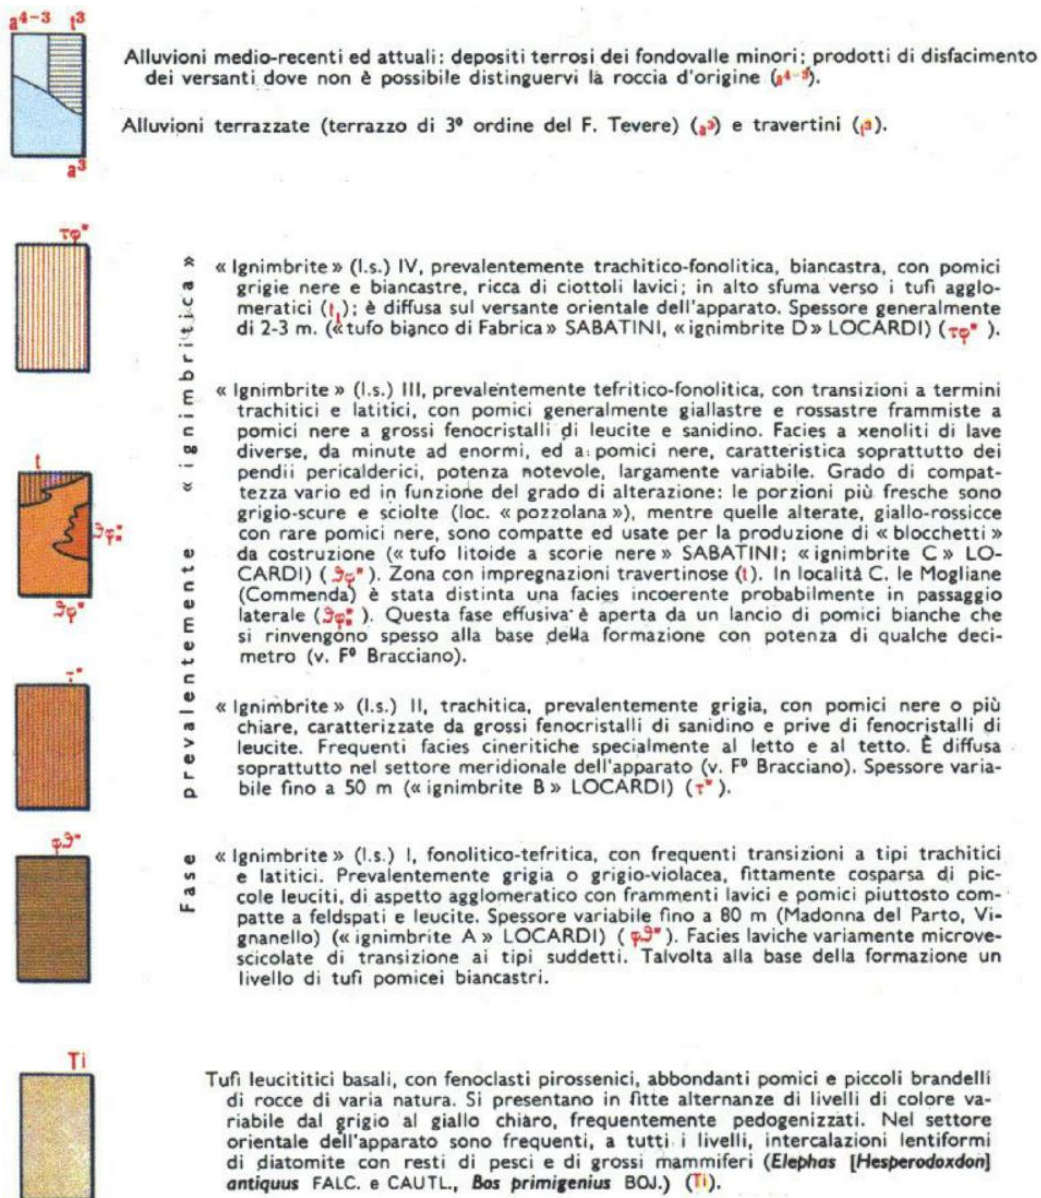 a⁴⁻³ t³
Alluvioni medio-recenti ed attuali: depositi terrosi dei fondovalle minori; prodotti di disfacimento
dei versanti dove non è possibile distinguervi la roccia d'origine (a⁴⁻³).
Alluvioni terrazzate (terrazzo di 3º ordine del F. Tevere) (a³) e travertini (t³).
a³
τφ"
« Ignimbrite » (l.s.) IV, prevalentemente trachitico-fonolitica, biancastra, con pomici
grigie nere e biancastre, ricca di ciottoli lavici; in alto sfuma verso i tufi agglo-
meratici (t); è diffusa sul versante orientale dell'apparato. Spessore generalmente
di 2-3 m. («tufo bianco di Fabrica» SABATINI, «ignimbrite D» LOCARDI) (τφ" ).
« Ignimbrite » (l.s.) III, prevalentemente tefritico-fonolitica, con transizioni a termini
trachitici e latitici, con pomici generalmente giallastre e rossastre frammiste a
pomici nere a grossi fenocristalli di leucite e sanidino. Facies a xenoliti di lave
diverse, da minute ad enormi, ed a pomici nere, caratteristica soprattutto dei
pendii pericalderici, potenza notevole, largamente variabile. Grado di compat-
tezza vario ed in funzione del grado di alterazione: le porzioni più fresche sono
grigio-scure e sciolte (loc. « pozzolana »), mentre quelle alterate, giallo-rossicce
con rare pomici nere, sono compatte ed usate per la produzione di « blocchetti »
da costruzione (« tufo litoide a scorie nere » SABATINI; « ignimbrite C » LO-
CARDI) ( ϑφ" ). Zona con impregnazioni travertinose (t). In località C. le Mogliane
(Commenda) è stata distinta una facies incoerente probabilmente in passaggio
laterale (ϑφ" ). Questa fase effusiva è aperta da un lancio di pomici bianche che
si rinvengono spesso alla base della formazione con potenza di qualche deci-
metro (v. Fº Bracciano).
t
ϑφ"
ϑφ"
τ"
« Ignimbrite » (l.s.) II, trachitica, prevalentemente grigia, con pomici nere o più
chiare, caratterizzate da grossi fenocristalli di sanidino e prive di fenocristalli di
leucite. Frequenti facies cineritiche specialmente al letto e al tetto. È diffusa
soprattutto nel settore meridionale dell'apparato (v. Fº Bracciano). Spessore varia-
bile fino a 50 m (« ignimbrite B » LOCARDI) (τ" ).
φϑ"
« Ignimbrite » (l.s.) I, fonolitico-tefritica, con frequenti transizioni a tipi trachitici
e latitici. Prevalentemente grigia o grigio-violacea, fittamente cosparsa di pic-
cole leuciti, di aspetto agglomeratico con frammenti lavici e pomici piuttosto com-
patte a feldspati e leucite. Spessore variabile fino a 80 m (Madonna del Parto, Vi-
gnanello) (« ignimbrite A » LOCARDI) ( φϑ" ). Facies laviche variamente microve-
scicolate di transizione ai tipi suddetti. Talvolta alla base della formazione un
livello di tufi pomicei biancastri.
Fase prevalentemente « ignimbritica »
Ti
Tufi leucititici basali, con fenoclasti pirossenici, abbondanti pomici e piccoli brandelli
di rocce di varia natura. Si presentano in fitte alternanze di livelli di colore va-
riabile dal grigio al giallo chiaro, frequentemente pedogenizzati. Nel settore
orientale dell'apparato sono frequenti, a tutti i livelli, intercalazioni lentiformi
di diatomite con resti di pesci e di grossi mammiferi (Elephas [Hesperodoxdon]
antiquus FALC. e CAUTL., Bos primigenius BOJ.) (Ti).